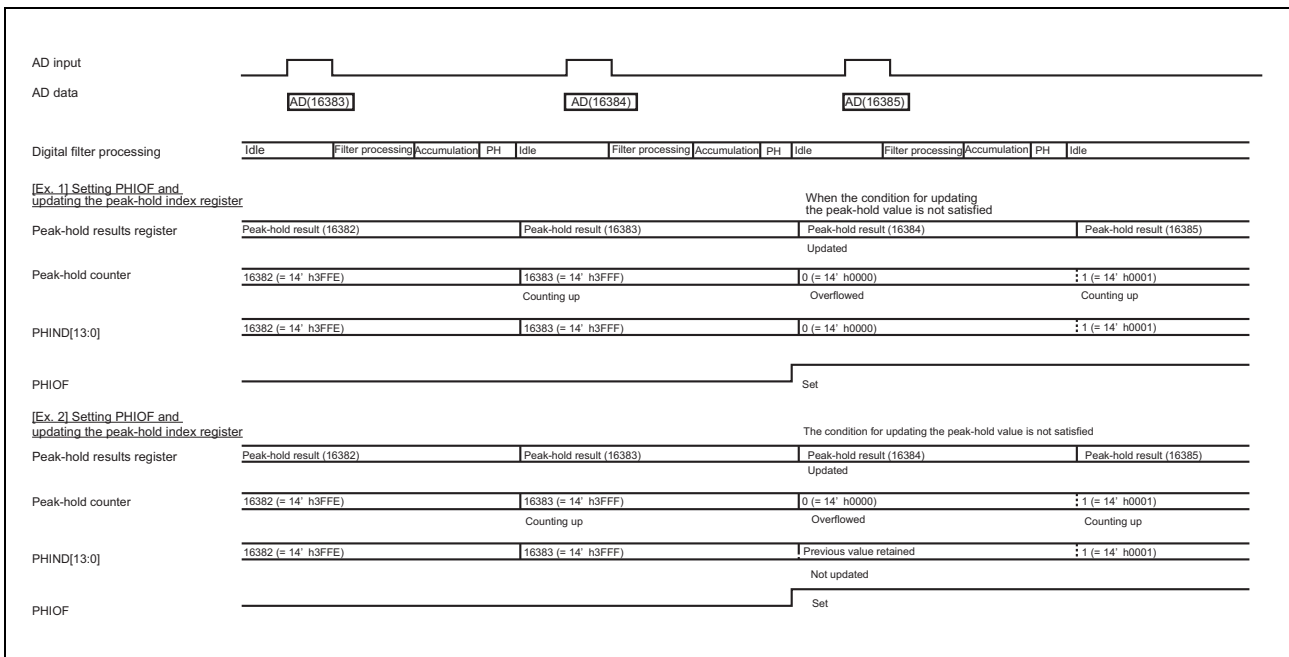 AD input
AD data
AD(16383) AD(16384) AD(16385)
Digital filter processing
Idle Filter processing Accumulation PH Idle Filter processing Accumulation PH Idle Filter processing Accumulation PH Idle
[Ex. 1] Setting PHIOF and
updating the peak-hold index register
When the condition for updating
the peak-hold value is not satisfied
Peak-hold results register Peak-hold result (16382) Peak-hold result (16383) Peak-hold result (16384) Peak-hold result (16385)
Updated
Peak-hold counter 16382 (= 14' h3FFE) 16383 (= 14' h3FFF) 0 (= 14' h0000) 1 (= 14' h0001)
Counting up Overflowed Counting up
PHIND[13:0] 16382 (= 14' h3FFE) 16383 (= 14' h3FFF) 0 (= 14' h0000) 1 (= 14' h0001)
PHIOF Set
[Ex. 2] Setting PHIOF and
updating the peak-hold index register
The condition for updating the peak-hold value is not satisfied
Peak-hold results register Peak-hold result (16382) Peak-hold result (16383) Peak-hold result (16384) Peak-hold result (16385)
Updated
Peak-hold counter 16382 (= 14' h3FFE) 16383 (= 14' h3FFF) 0 (= 14' h0000) 1 (= 14' h0001)
Counting up Overflowed Counting up
PHIND[13:0] 16382 (= 14' h3FFE) 16383 (= 14' h3FFF) Previous value retained 1 (= 14' h0001)
Not updated
PHIOF Set